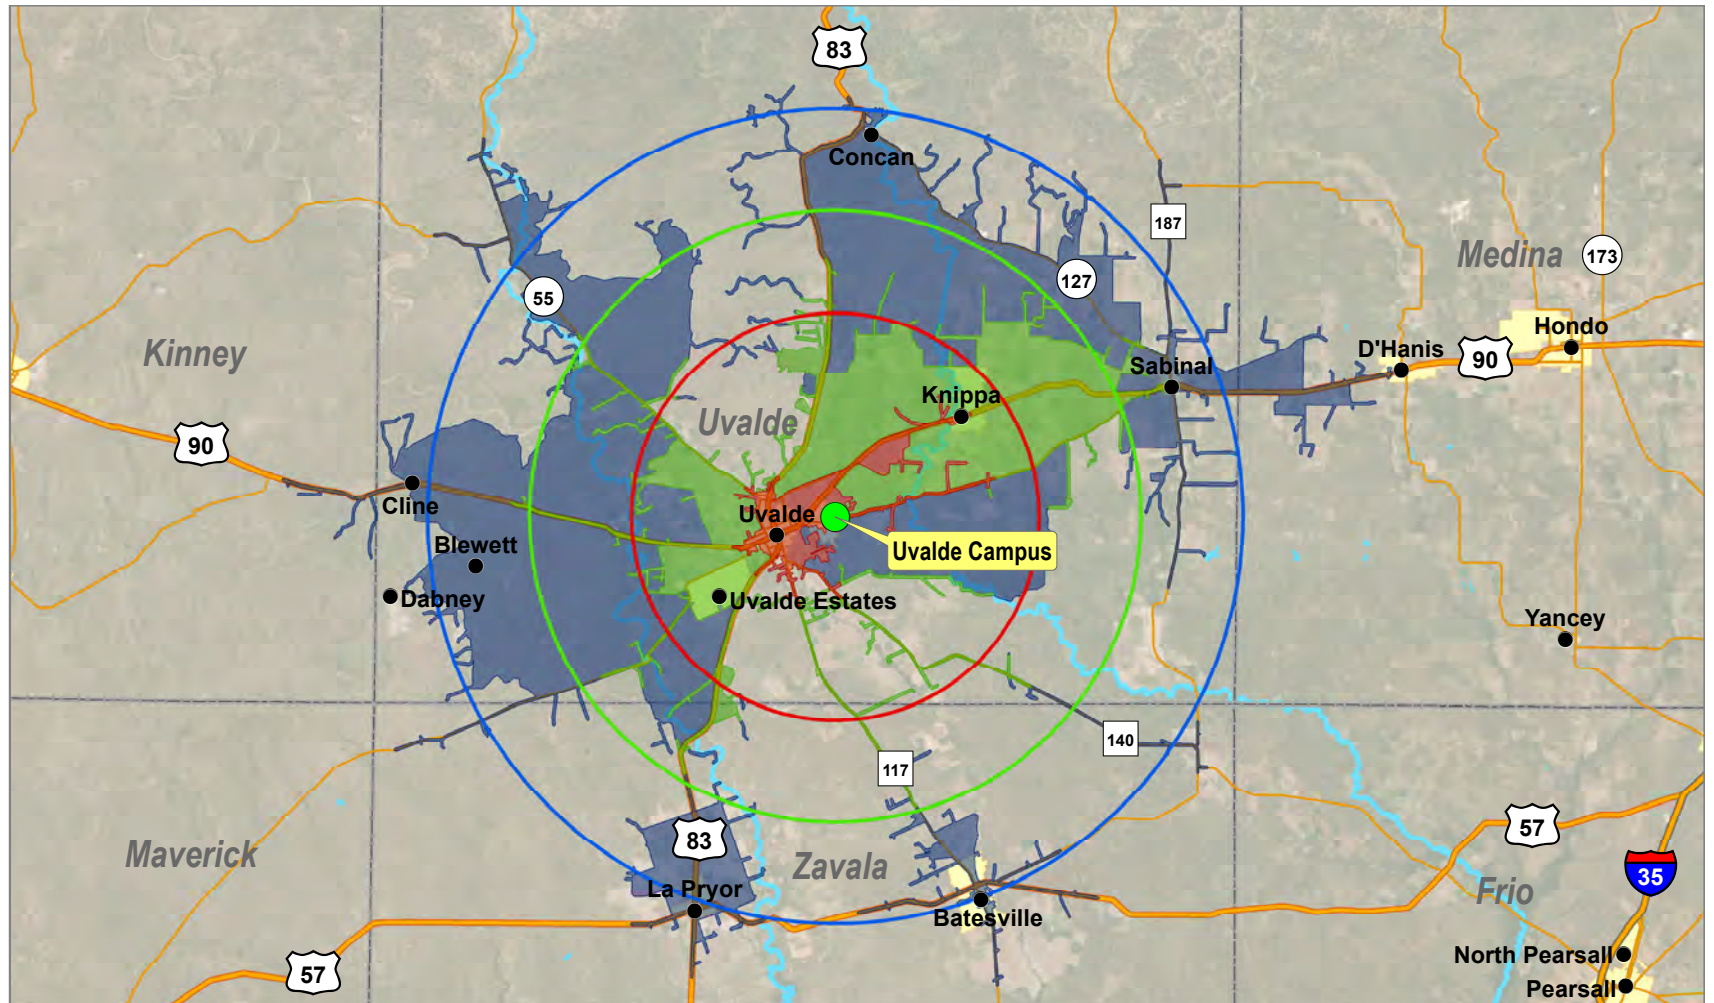 83
Concan
187
Medina
173
127
55
Kinney
Hondo
D'Hanis
90
Sabinal
Knippa
Uvalde
90
Cline
Uvalde
Blewett
Uvalde Campus
Dabney
Uvalde Estates
Yancey
140
117
57
83
Maverick
Zavala
35
La Pryor
Frio
Batesville
North Pearsall
57
Pearsall